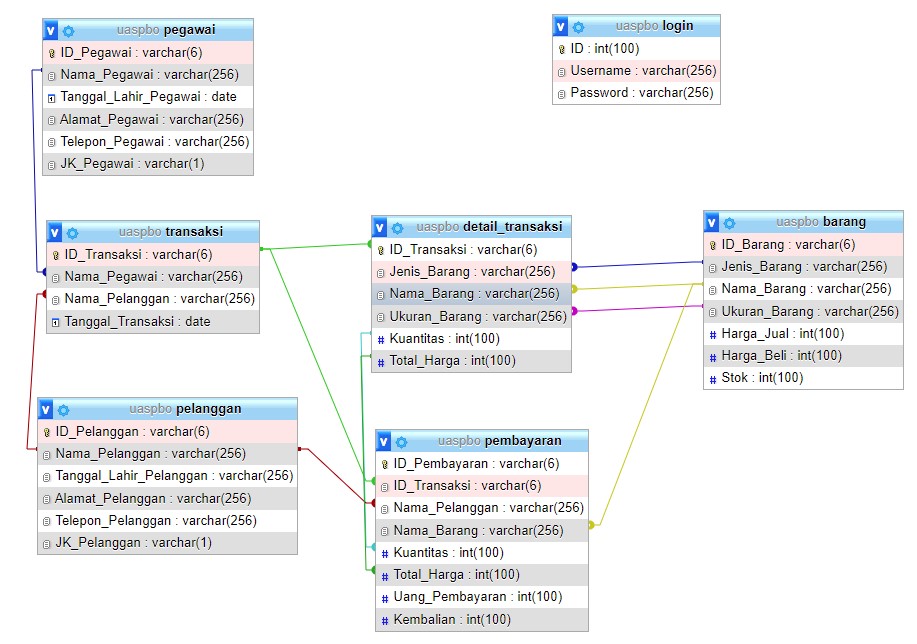 v uaspbo pegawai
ID_Pegawai : varchar(6)
Nama_Pegawai : varchar(256)
Tanggal_Lahir_Pegawai : date
Alamat_Pegawai : varchar(256)
Telepon_Pegawai : varchar(256)
JK_Pegawai : varchar(1)
v uaspbo login
ID : int(100)
Username : varchar(256)
Password : varchar(256)
v uaspbo transaksi
ID_Transaksi : varchar(6)
Nama_Pegawai : varchar(256)
Nama_Pelanggan : varchar(256)
Tanggal_Transaksi : date
v uaspbo detail_transaksi
ID_Transaksi : varchar(6)
Jenis_Barang : varchar(256)
Nama_Barang : varchar(256)
Ukuran_Barang : varchar(256)
# Kuantitas : int(100)
# Total_Harga : int(100)
v uaspbo barang
ID_Barang : varchar(6)
Jenis_Barang : varchar(256)
Nama_Barang : varchar(256)
Ukuran_Barang : varchar(256)
# Harga_Jual : int(100)
# Harga_Beli : int(100)
# Stok : int(100)
v uaspbo pelanggan
ID_Pelanggan : varchar(6)
Nama_Pelanggan : varchar(256)
Tanggal_Lahir_Pelanggan : varchar(256)
Alamat_Pelanggan : varchar(256)
Telepon_Pelanggan : varchar(256)
JK_Pelanggan : varchar(1)
v uaspbo pembayaran
ID_Pembayaran : varchar(6)
ID_Transaksi : varchar(6)
Nama_Pelanggan : varchar(256)
Nama_Barang : varchar(256)
# Kuantitas : int(100)
# Total_Harga : int(100)
# Uang_Pembayaran : int(100)
# Kembalian : int(100)